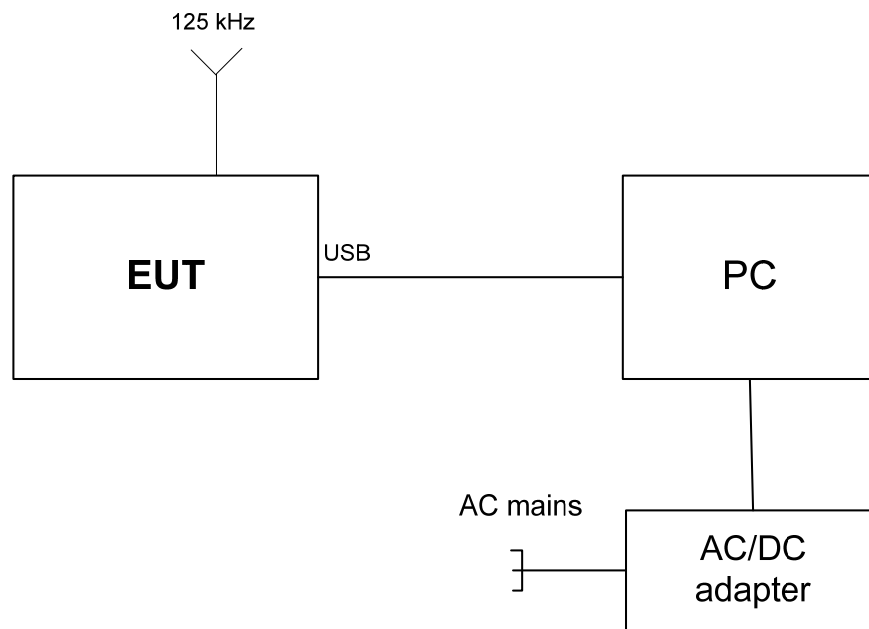 125 kHz
EUT
USB
PC
AC mains
AC/DC
adapter